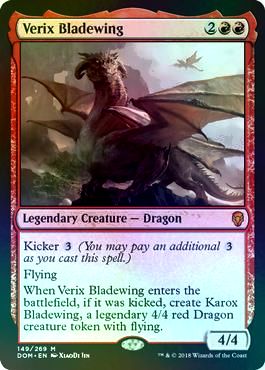 Verix Bladewing 2
Legendary Creature — Dragon
Kicker 3 (You may pay an additional 3
as you cast this spell.)
Flying
When Verix Bladewing enters the
battlefield, if it was kicked, create Karox
Bladewing, a legendary 4/4 red Dragon
creature token with flying.
4/4
149/269 M
DOM • EN XiaoDi Jin
™ & © 2018 Wizards of the Coast